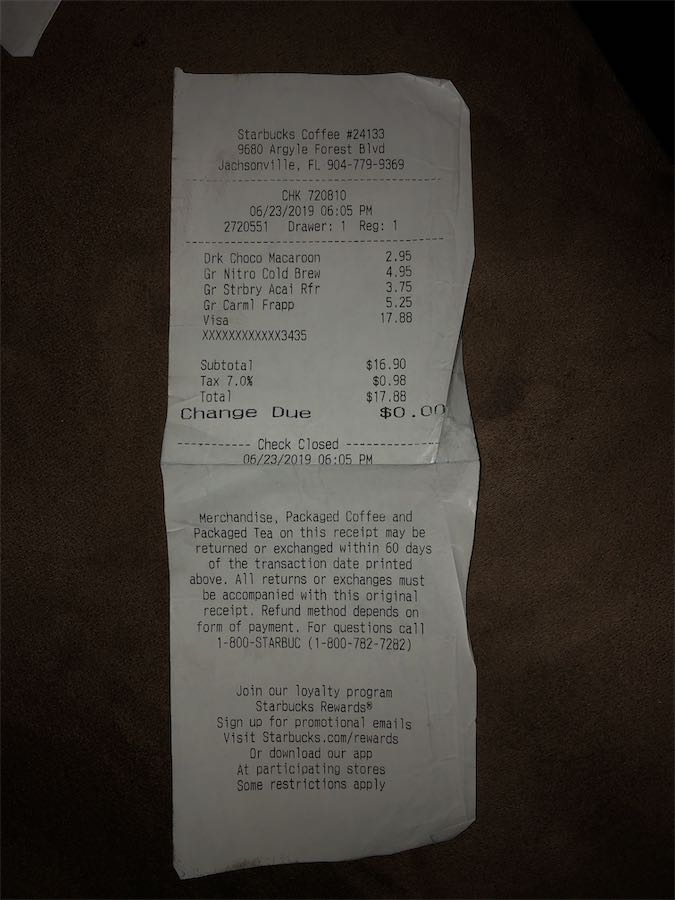 Starbucks Coffee #24133
9680 Argyle Forest Blvd
Jachsonville, FL 904-779-9369
CHK 720810
06/23/2019 06:05 PM
2720551 Drawer: 1 Reg: 1
Drk Choco Macaroon 2.95
Gr Nitro Cold Brew 4.95
Gr Strbry Acai Rfr 3.75
Gr Carml Frapp 5.25
Visa 17.88
XXXXXXXXXXXX3435
Subtotal $16.90
Tax 7.0% $0.98
Total $17.88
Change Due $0.00
---------- Check Closed ----------
06/23/2019 06:05 PM
Merchandise, Packaged Coffee and
Packaged Tea on this receipt may be
returned or exchanged within 60 days
of the transaction date printed
above. All returns or exchanges must
be accompanied with this original
receipt. Refund method depends on
form of payment. For questions call
1-800-STARBUC (1-800-782-7282)
Join our loyalty program
Starbucks Rewards®
Sign up for promotional emails
Visit Starbucks.com/rewards
Or download our app
At participating stores
Some restrictions apply